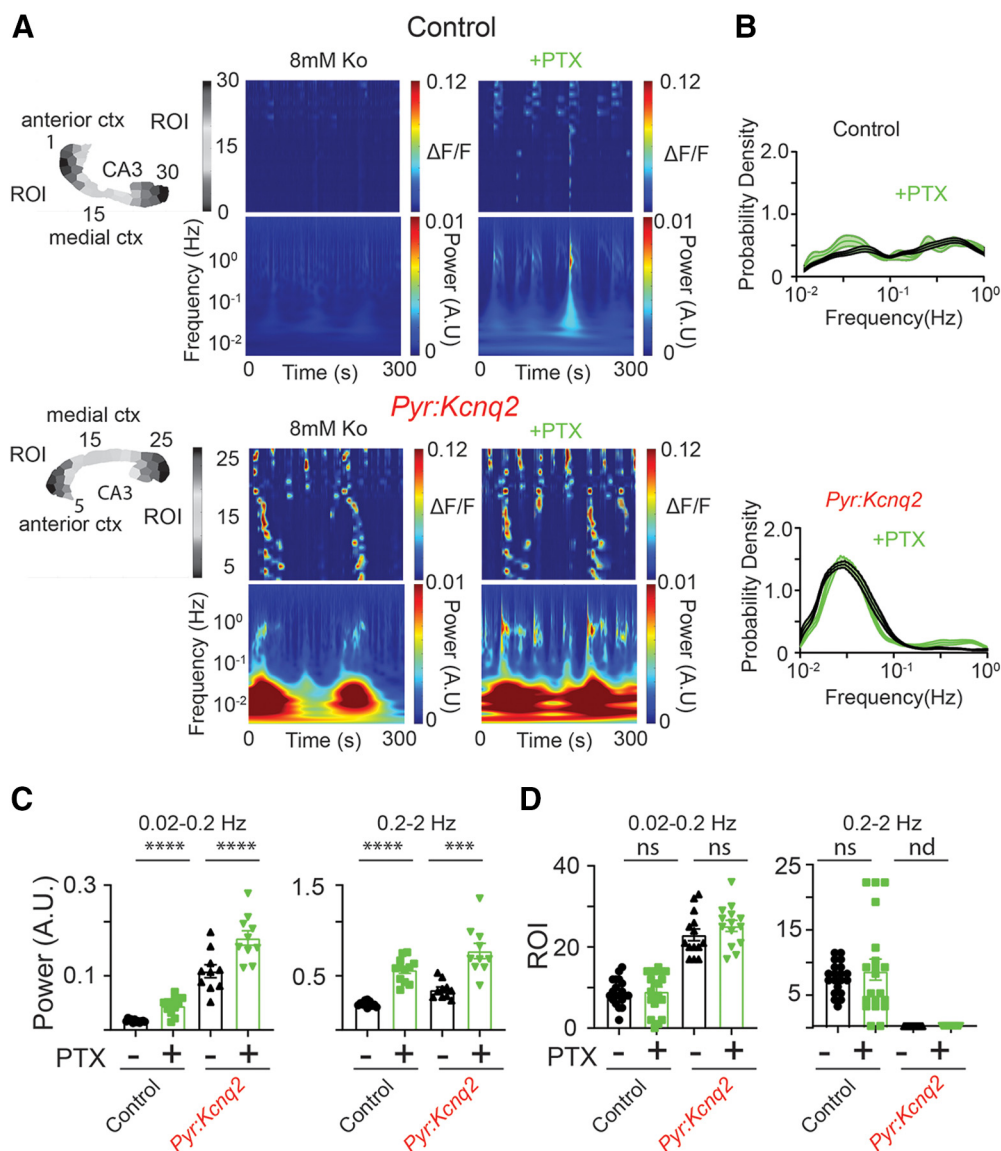 A
Control
B
8mM Ko
+PTX
anterior ctx
ROI
1
CA3
30
ROI
15
medial ctx
30
15
0
0.12
ΔF/F
0
0.12
ΔF/F
0
Frequency (Hz)
10⁰
10⁻¹
10⁻²
0.01
Power (A.U)
0
0.01
Power (A.U)
0
0
Time (s)
300
0
Time (s)
300
Control
+PTX
Probability Density
2.0
1.0
0
10⁻²
10⁻¹
10⁰
Frequency(Hz)
Pyr:Kcnq2
8mM Ko
+PTX
medial ctx
15
25
ROI
CA3
5
anterior ctx
ROI
25
15
5
0.12
ΔF/F
0
0.12
ΔF/F
0
Frequency (Hz)
10⁰
10⁻¹
10⁻²
0.01
Power (A.U)
0
0.01
Power (A.U)
0
0
Time (s)
300
0
Time (s)
300
Pyr:Kcnq2
+PTX
Probability Density
2.0
1.0
0
10⁻²
10⁻¹
10⁰
Frequency(Hz)
C
0.02-0.2 Hz
0.2-2 Hz
**** ****
**** ***
Power (A.U.)
0.3
0.1
1.5
0.5
PTX - + - +
- + - +
Control
Pyr:Kcnq2
Control
Pyr:Kcnq2
D
0.02-0.2 Hz
0.2-2 Hz
ns ns
ns nd
ROI
40
20
0
25
15
5
PTX - + - +
- + - +
Control
Pyr:Kcnq2
Control
Pyr:Kcnq2